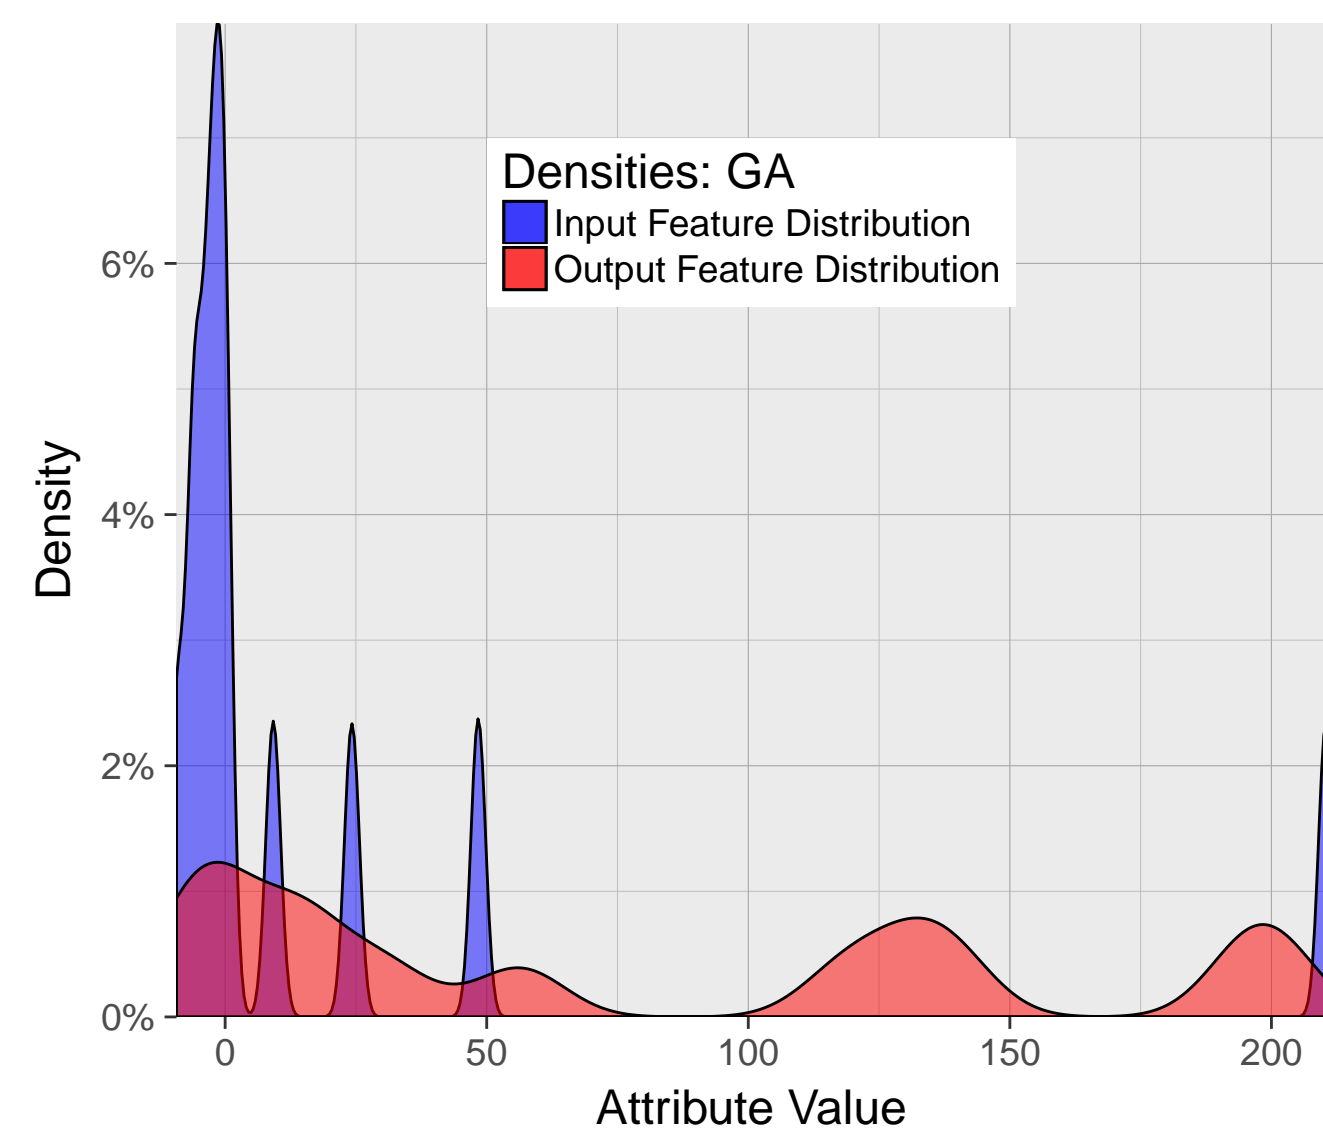 Densities: GA
Input Feature Distribution
Output Feature Distribution
6%
4%
2%
0%
Density
0 50 100 150 200
Attribute Value